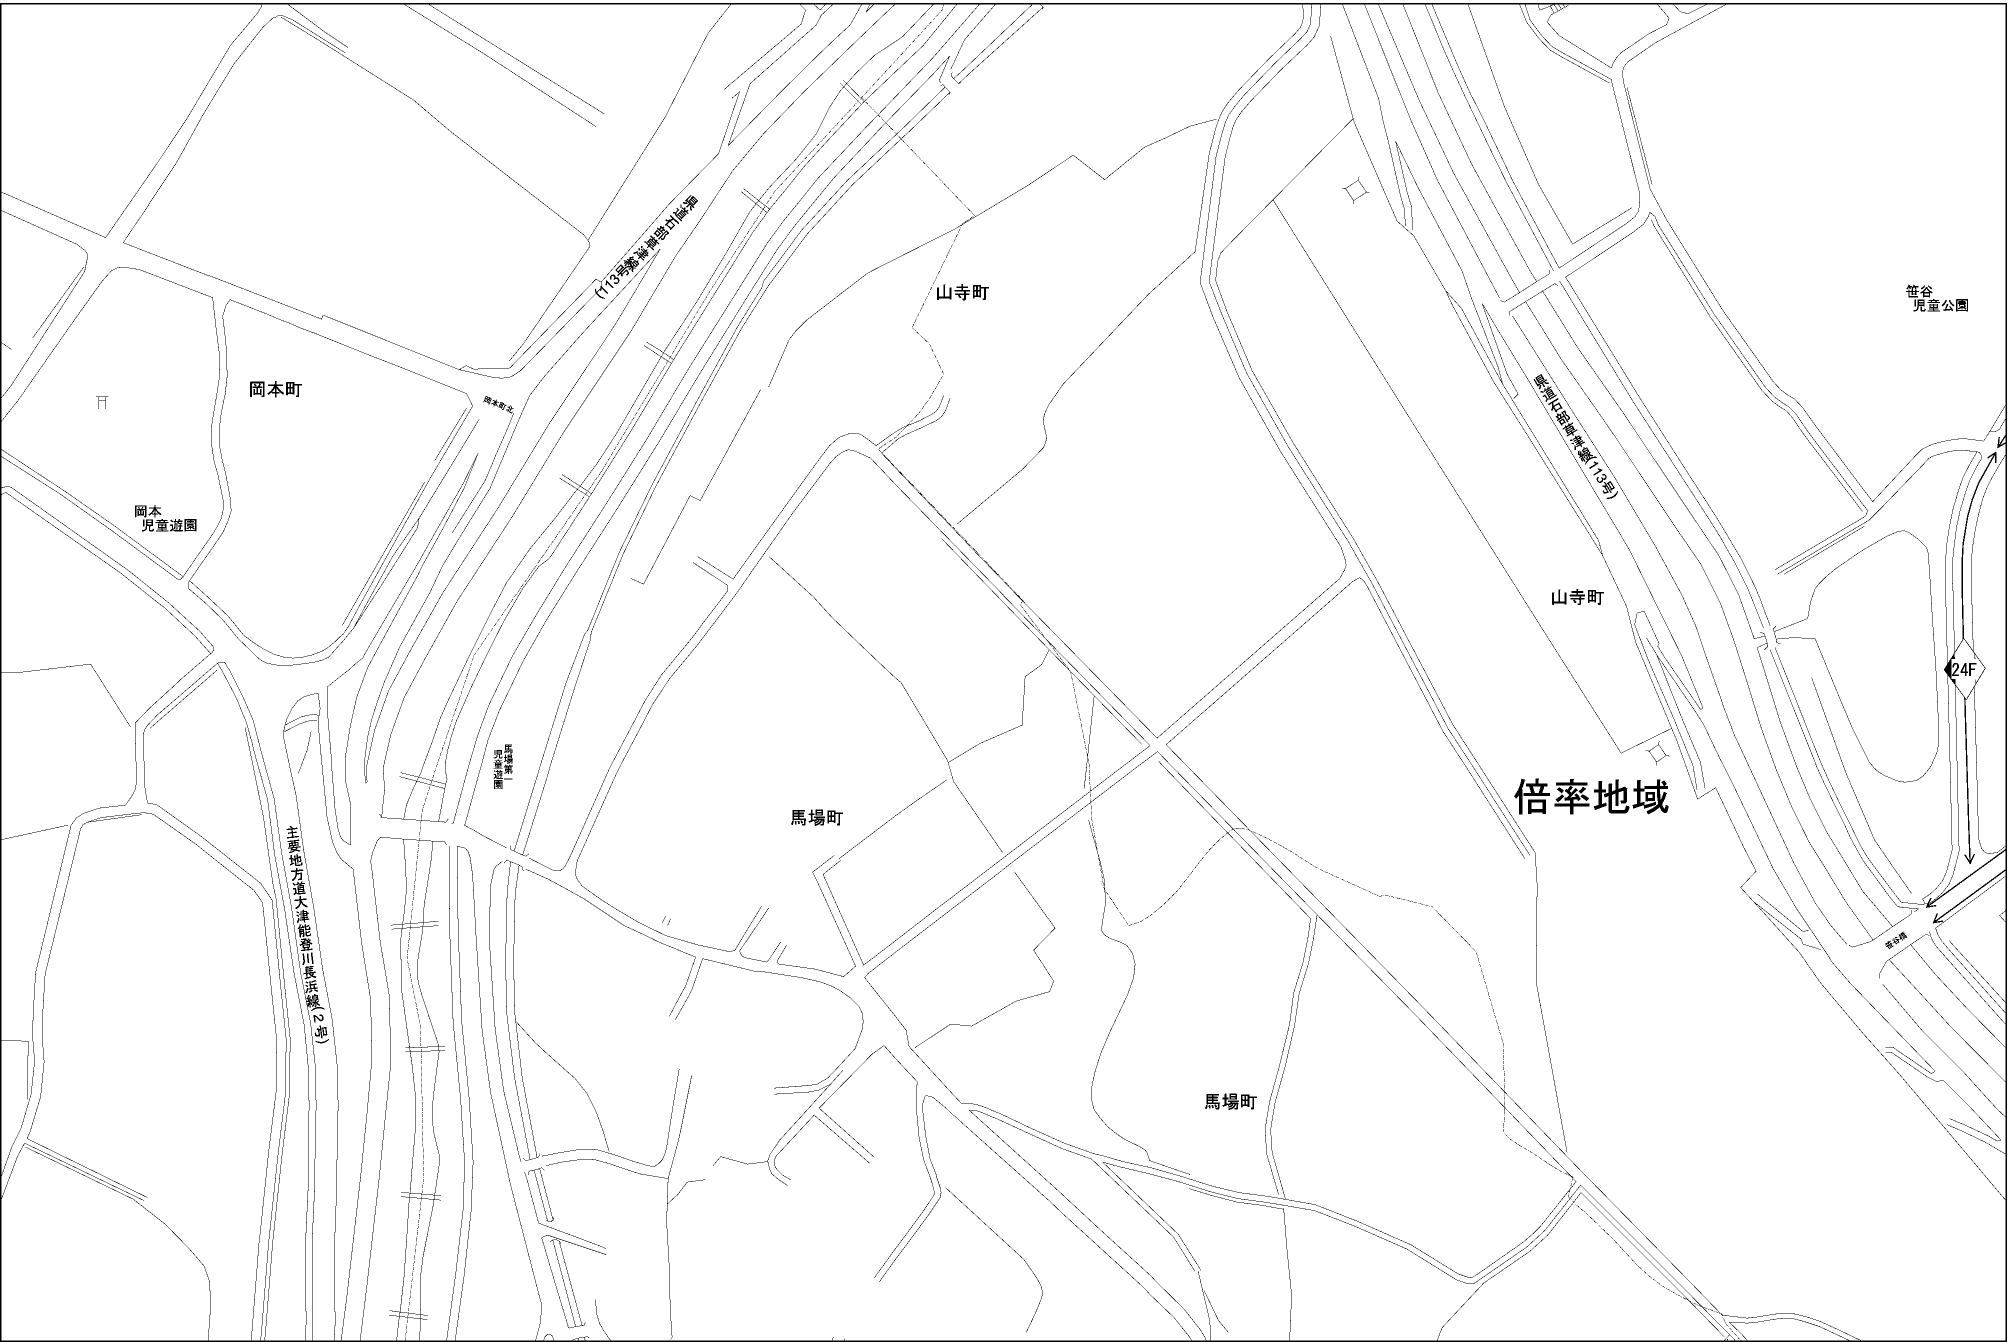 県道石部草津線
(113号)
山寺町
笹谷
児童公園
岡本町
岡本町北
県道石部草津線(113号)
岡本
児童遊園
山寺町
24F
馬場第一
児童遊園
倍率地域
馬場町
主要地方道大津能登川長浜線(2号)
笹谷橋
馬場町